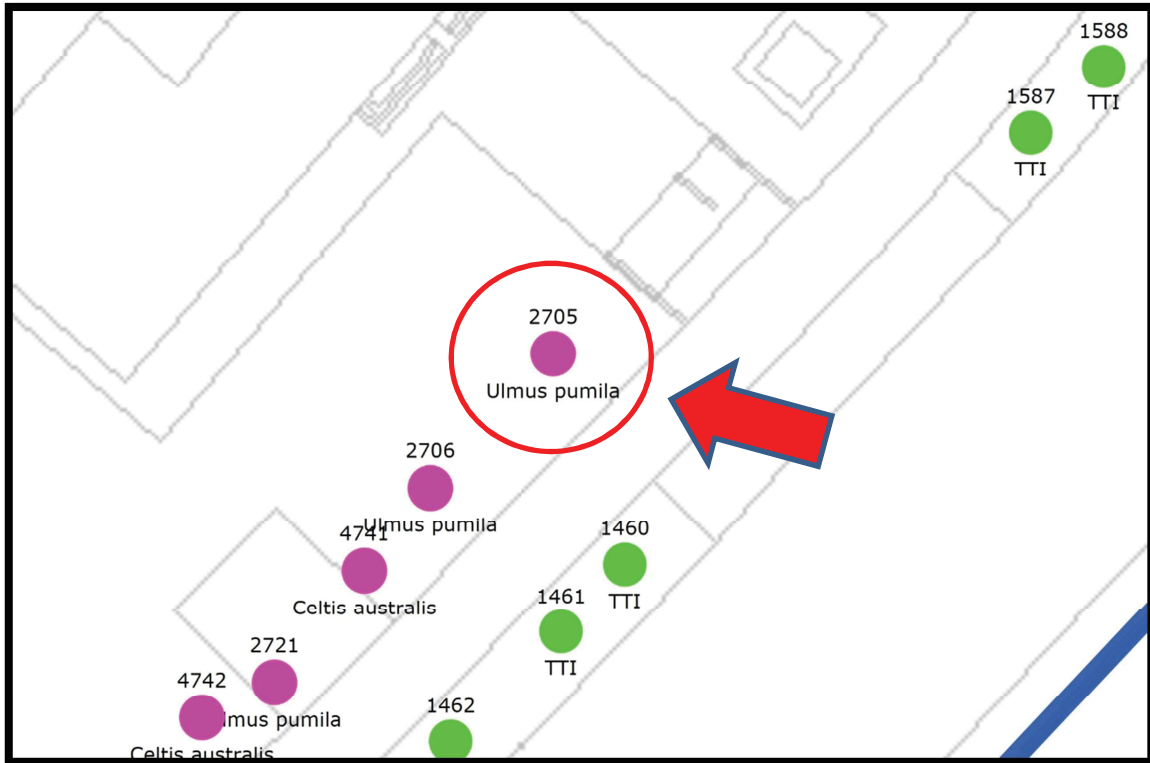 1588
TTI
1587
TTI
2705
Ulmus pumila
2706
Ulmus pumila
4741
Celtis australis
1460
TTI
1461
TTI
2721
lmus pumila
4742
Celtis australis
1462